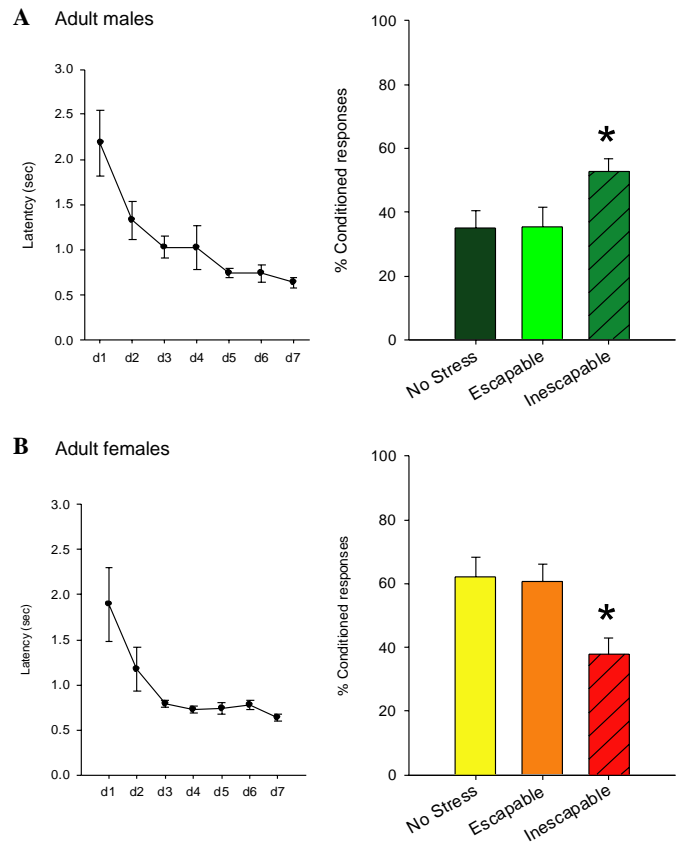 A Adult males
Latentcy (sec)
3.0
2.5
2.0
1.5
1.0
0.5
0.0
d1 d2 d3 d4 d5 d6 d7
% Conditioned responses
100
80
60
40
20
0
*
No Stress Escapable Inescapable
B Adult females
Latency (sec)
3.0
2.5
2.0
1.5
1.0
0.5
0.0
d1 d2 d3 d4 d5 d6 d7
% Conditioned responses
100
80
60
40
20
0
*
No Stress Escapable Inescapable